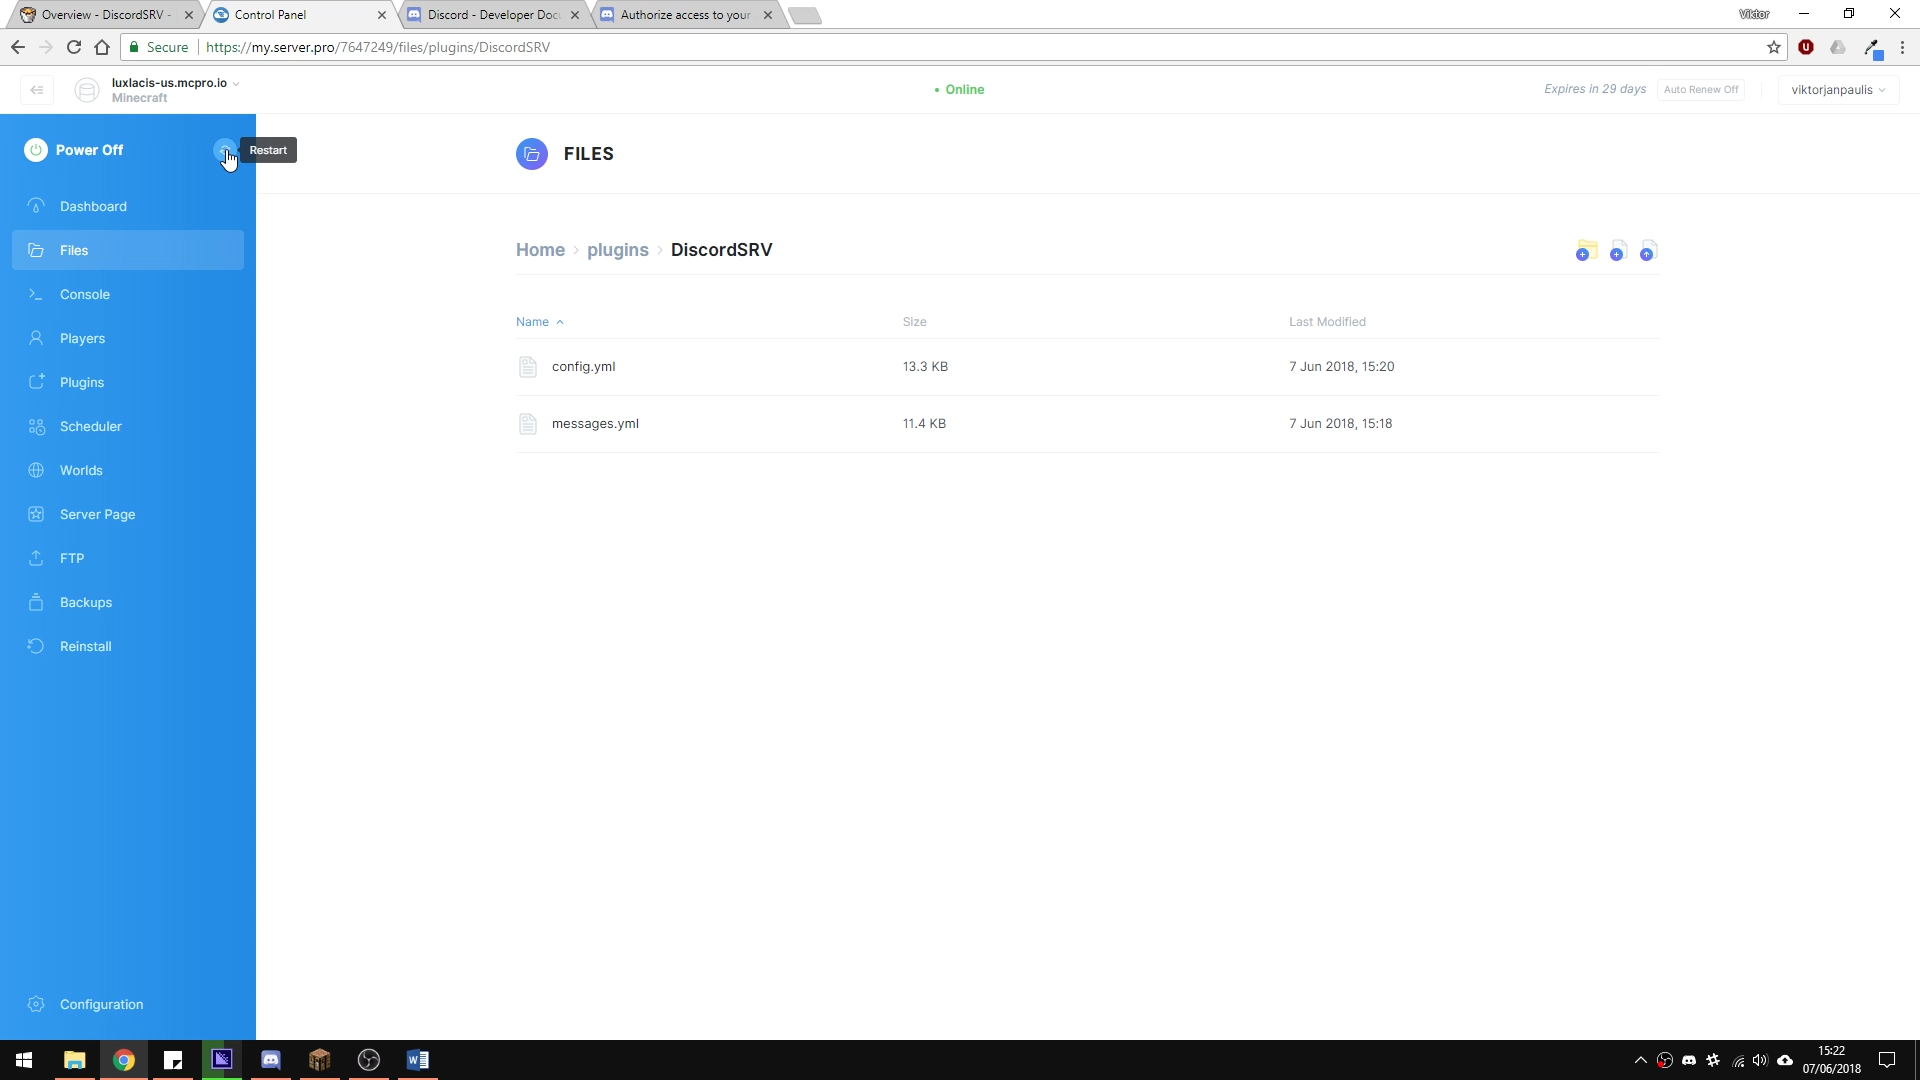 Overview - DiscordSRV -
Control Panel
Discord - Developer Doc
Authorize access to your
Viktor
Secure
https://my.server.pro/7647249/files/plugins/DiscordSRV
luxlacis-us.mcpro.io
Minecraft
• Online
Expires in 29 days
Auto Renew Off
viktorjanpaulis
Power Off
Restart
FILES
Dashboard
Files
Console
Players
Plugins
Scheduler
Worlds
Server Page
FTP
Backups
Reinstall
Configuration
Home > plugins > DiscordSRV
Name Size Last Modified
config.yml 13.3 KB 7 Jun 2018, 15:20
messages.yml 11.4 KB 7 Jun 2018, 15:18
15:22
07/06/2018